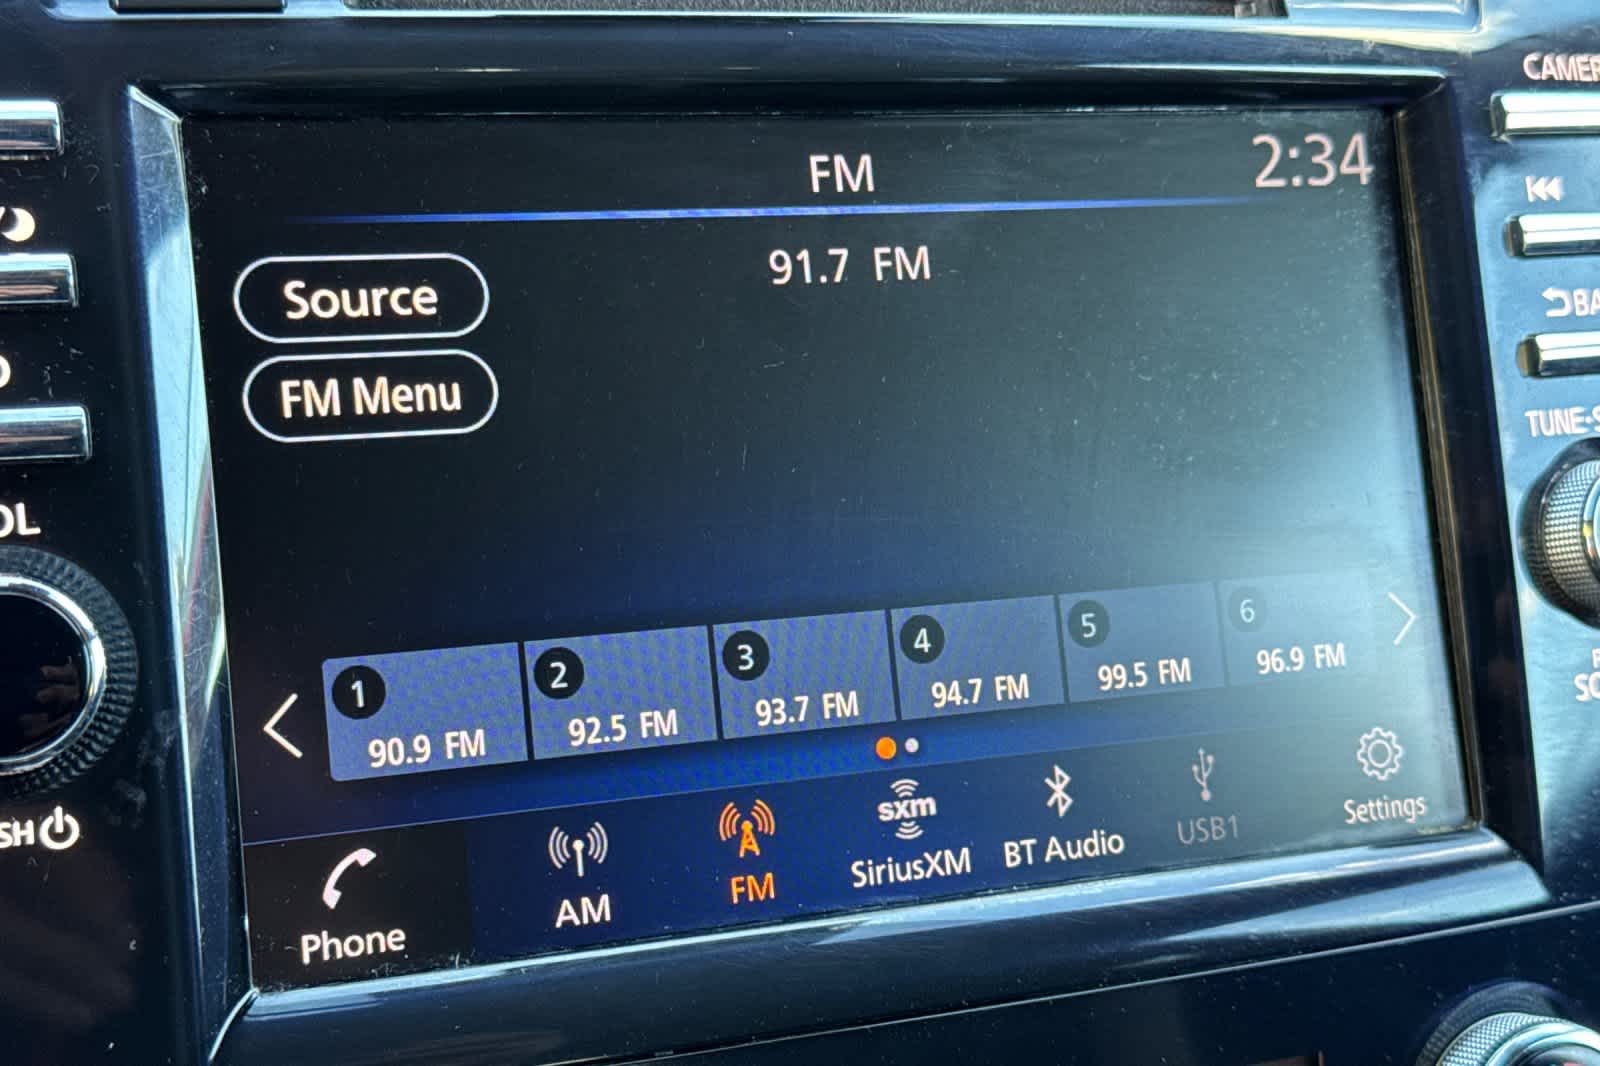 CAMER
FM
2:34
91.7 FM
Source
FM Menu
BA
TUNE·S
OL
1
90.9 FM
2
92.5 FM
3
93.7 FM
4
94.7 FM
5
99.5 FM
6
96.9 FM
SC
SH
Phone
AM
FM
sxm
SiriusXM
BT Audio
USB1
Settings